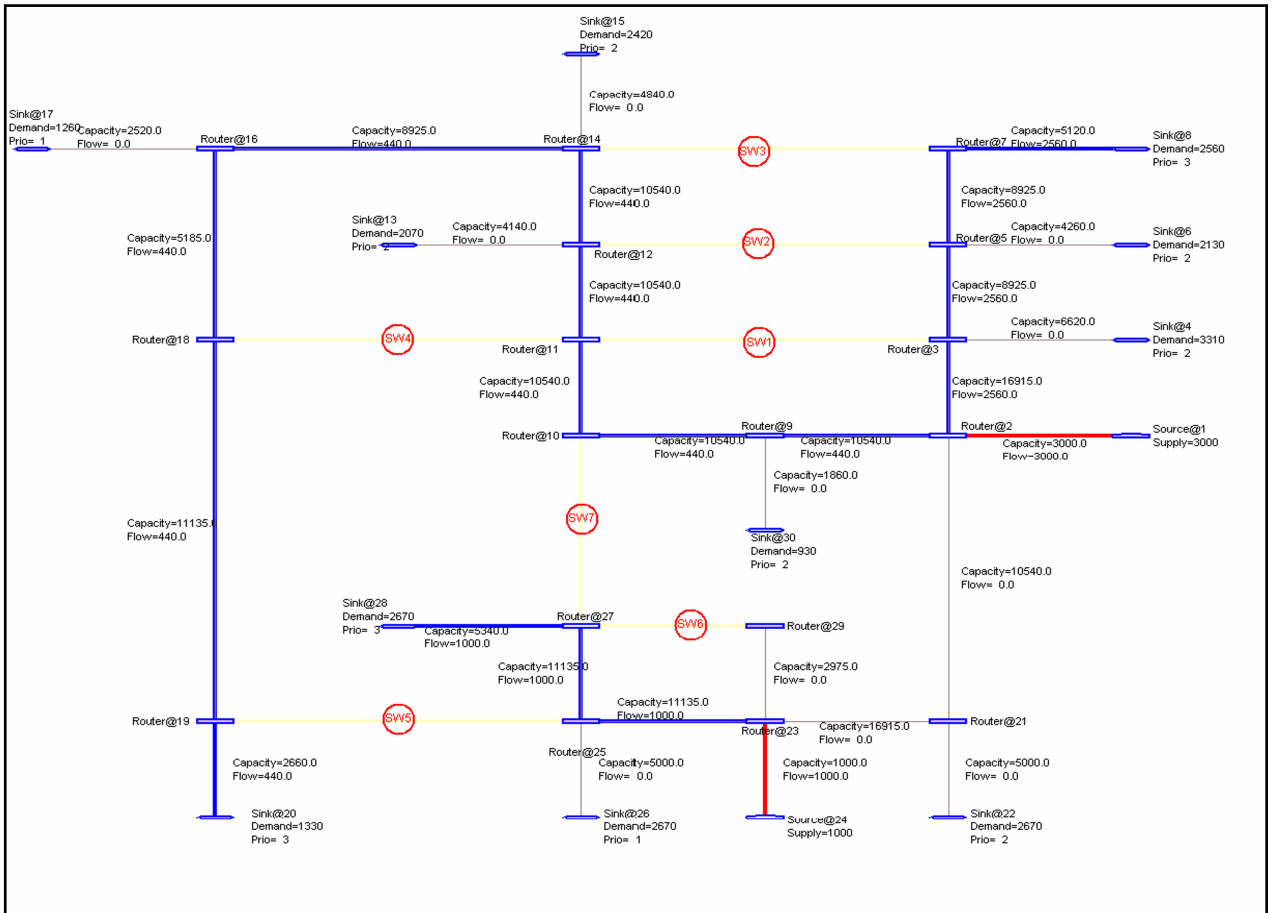 Sink@15
Demand=2420
Prio= 2
Capacity=4840.0
Flow= 0.0
Sink@17
Demand=1260
Prio= 1
Capacity=2520.0
Flow= 0.0
Router@16
Capacity=8925.0
Flow=440.0
Router@14
SW3
Router@7
Capacity=5120.0
Flow=2560.0
Sink@8
Demand=2560
Prio= 3
Capacity=10540.0
Flow=440.0
Capacity=8925.0
Flow=2560.0
Capacity=5185.0
Flow=440.0
Sink@13
Demand=2070
Prio= 2
Capacity=4140.0
Flow= 0.0
Router@12
SW2
Router@5
Capacity=4260.0
Flow= 0.0
Sink@6
Demand=2130
Prio= 2
Capacity=10540.0
Flow=440.0
Capacity=8925.0
Flow=2560.0
Router@18
SW4
Router@11
SW1
Router@3
Capacity=6620.0
Flow= 0.0
Sink@4
Demand=3310
Prio= 2
Capacity=10540.0
Flow=440.0
Capacity=16915.0
Flow=2560.0
Router@10
Capacity=10540.0
Flow=440.0
Router@9
Capacity=10540.0
Flow=440.0
Router@2
Capacity=3000.0
Flow=3000.0
Source@1
Supply=3000
Capacity=1860.0
Flow= 0.0
Capacity=11135.0
Flow=440.0
SW7
Sink@30
Demand=930
Prio= 2
Capacity=10540.0
Flow= 0.0
Sink@28
Demand=2670
Prio= 3
Capacity=5340.0
Flow=1000.0
Router@27
SW6
Router@29
Capacity=11135.0
Flow=1000.0
Capacity=2975.0
Flow= 0.0
Router@19
SW5
Router@25
Capacity=11135.0
Flow=1000.0
Router@23
Capacity=16915.0
Flow= 0.0
Router@21
Capacity=2660.0
Flow=440.0
Capacity=5000.0
Flow= 0.0
Capacity=1000.0
Flow=1000.0
Capacity=5000.0
Flow= 0.0
Sink@20
Demand=1330
Prio= 3
Sink@26
Demand=2670
Prio= 1
Source@24
Supply=1000
Sink@22
Demand=2670
Prio= 2